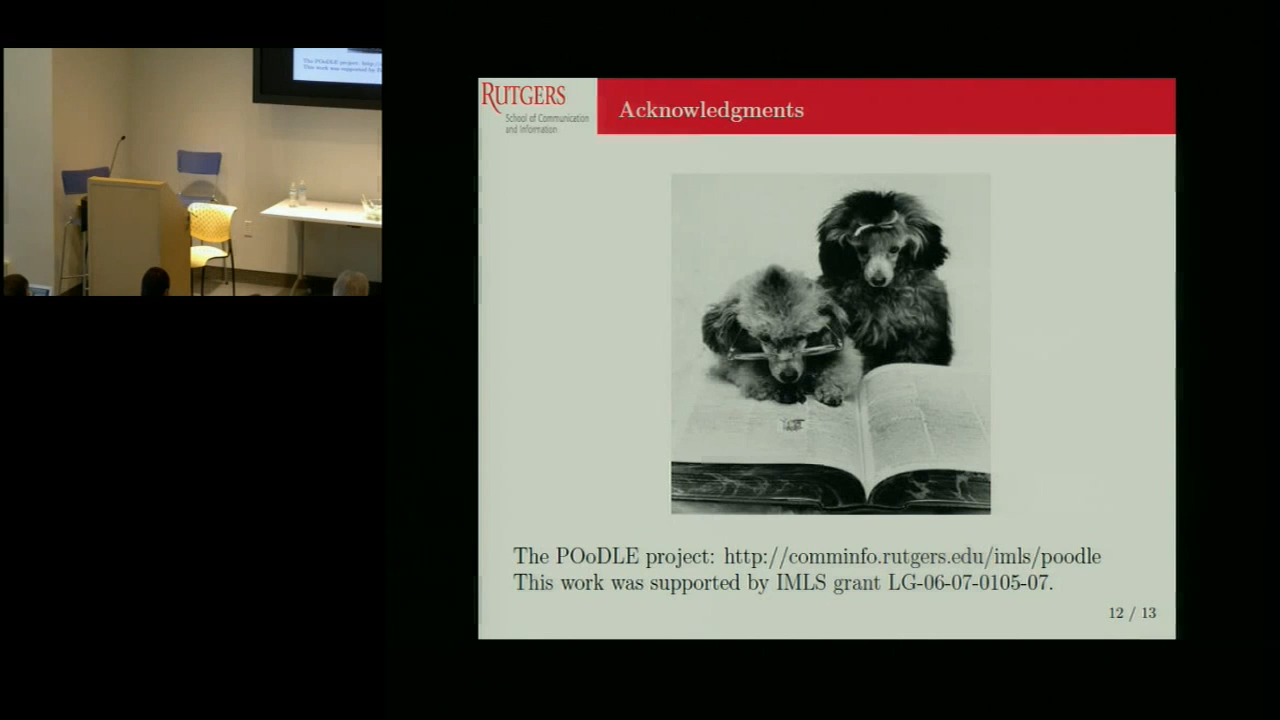 RUTGERS
School of Communication
and Information
Acknowledgments
The POoDLE project: http://comminfo.rutgers.edu/imls/poodle
This work was supported by IMLS grant LG-06-07-0105-07.
12 / 13